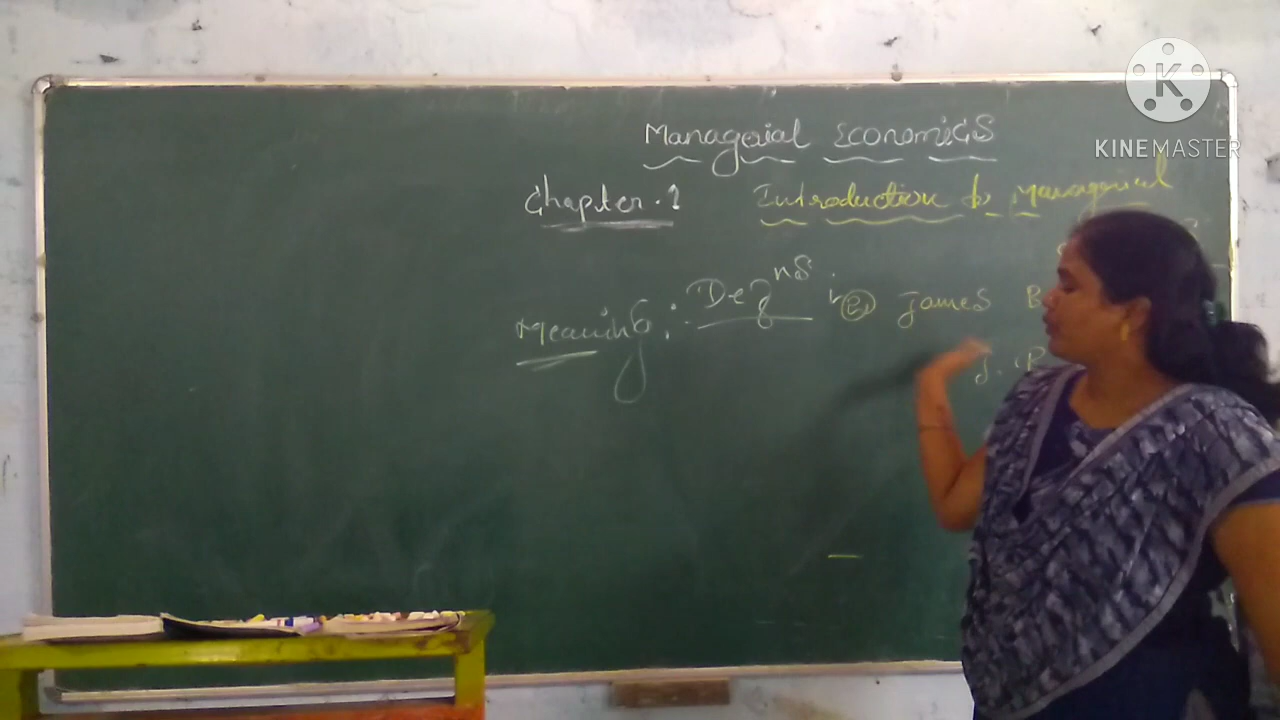 K
KINEMASTER
Managerial Economics
Chapter.1 Introduction to Managerial
Meaning: Defns. James B
J. P